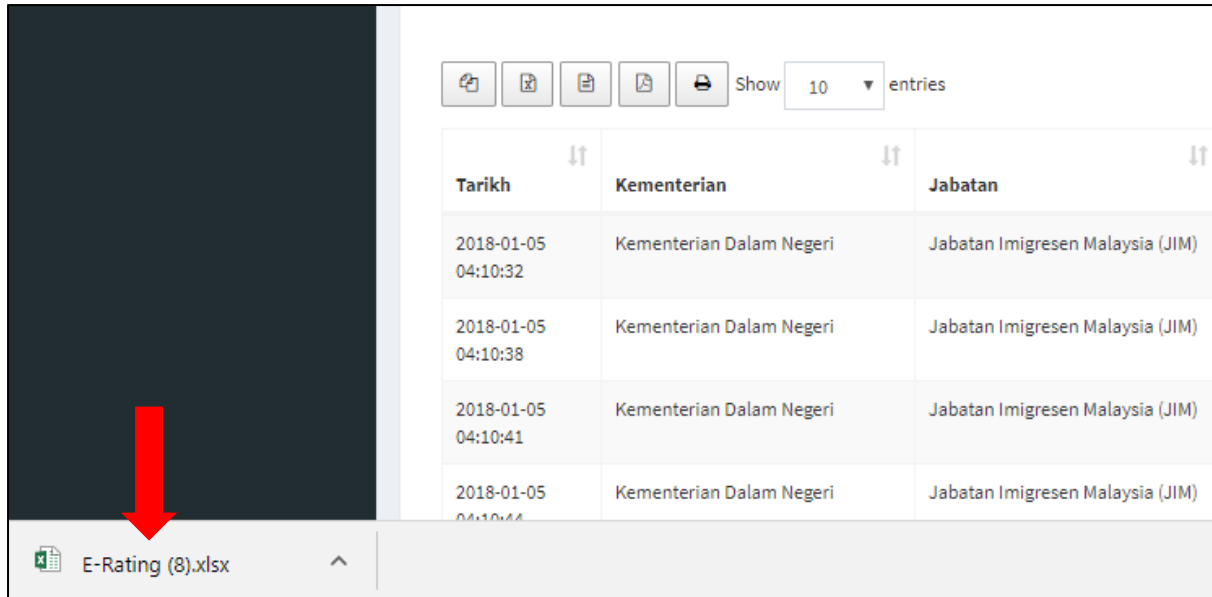 Show 10 entries
Tarikh Kementerian Jabatan
2018-01-05 Kementerian Dalam Negeri Jabatan Imigresen Malaysia (JIM)
04:10:32
2018-01-05 Kementerian Dalam Negeri Jabatan Imigresen Malaysia (JIM)
04:10:38
2018-01-05 Kementerian Dalam Negeri Jabatan Imigresen Malaysia (JIM)
04:10:41
2018-01-05 Kementerian Dalam Negeri Jabatan Imigresen Malaysia (JIM)
04:10:44
E-Rating (8).xlsx